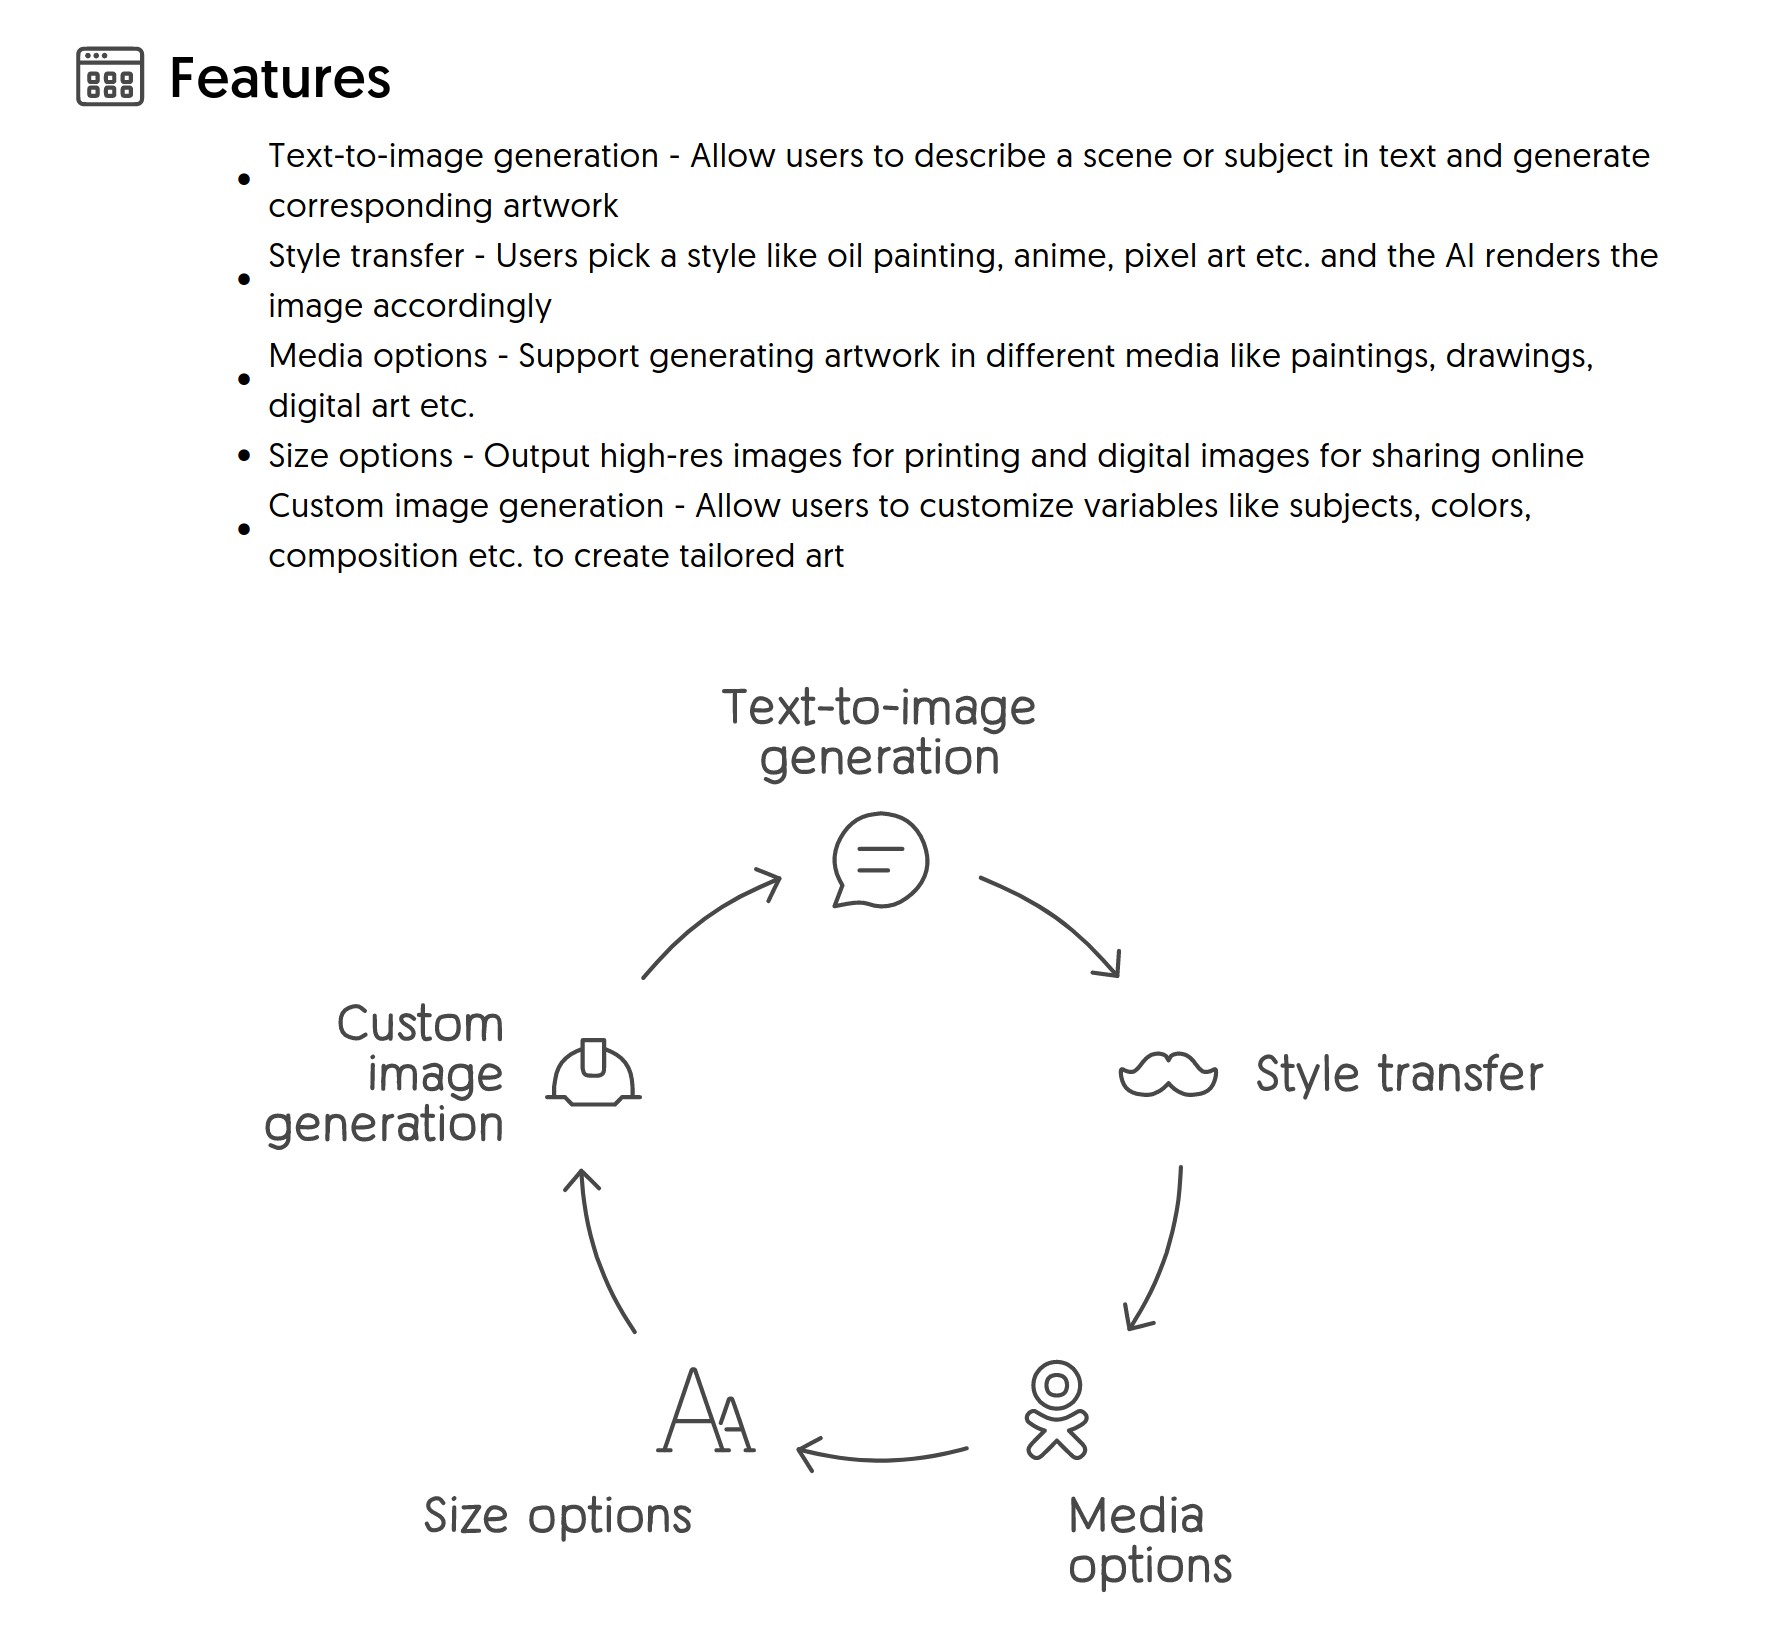 Features
Text-to-image generation - Allow users to describe a scene or subject in text and generate
corresponding artwork
Style transfer - Users pick a style like oil painting, anime, pixel art etc. and the AI renders the
image accordingly
Media options - Support generating artwork in different media like paintings, drawings,
digital art etc.
Size options - Output high-res images for printing and digital images for sharing online
Custom image generation - Allow users to customize variables like subjects, colors,
composition etc. to create tailored art
Text-to-image
generation
Custom
image
generation
Style transfer
Size options
Media
options